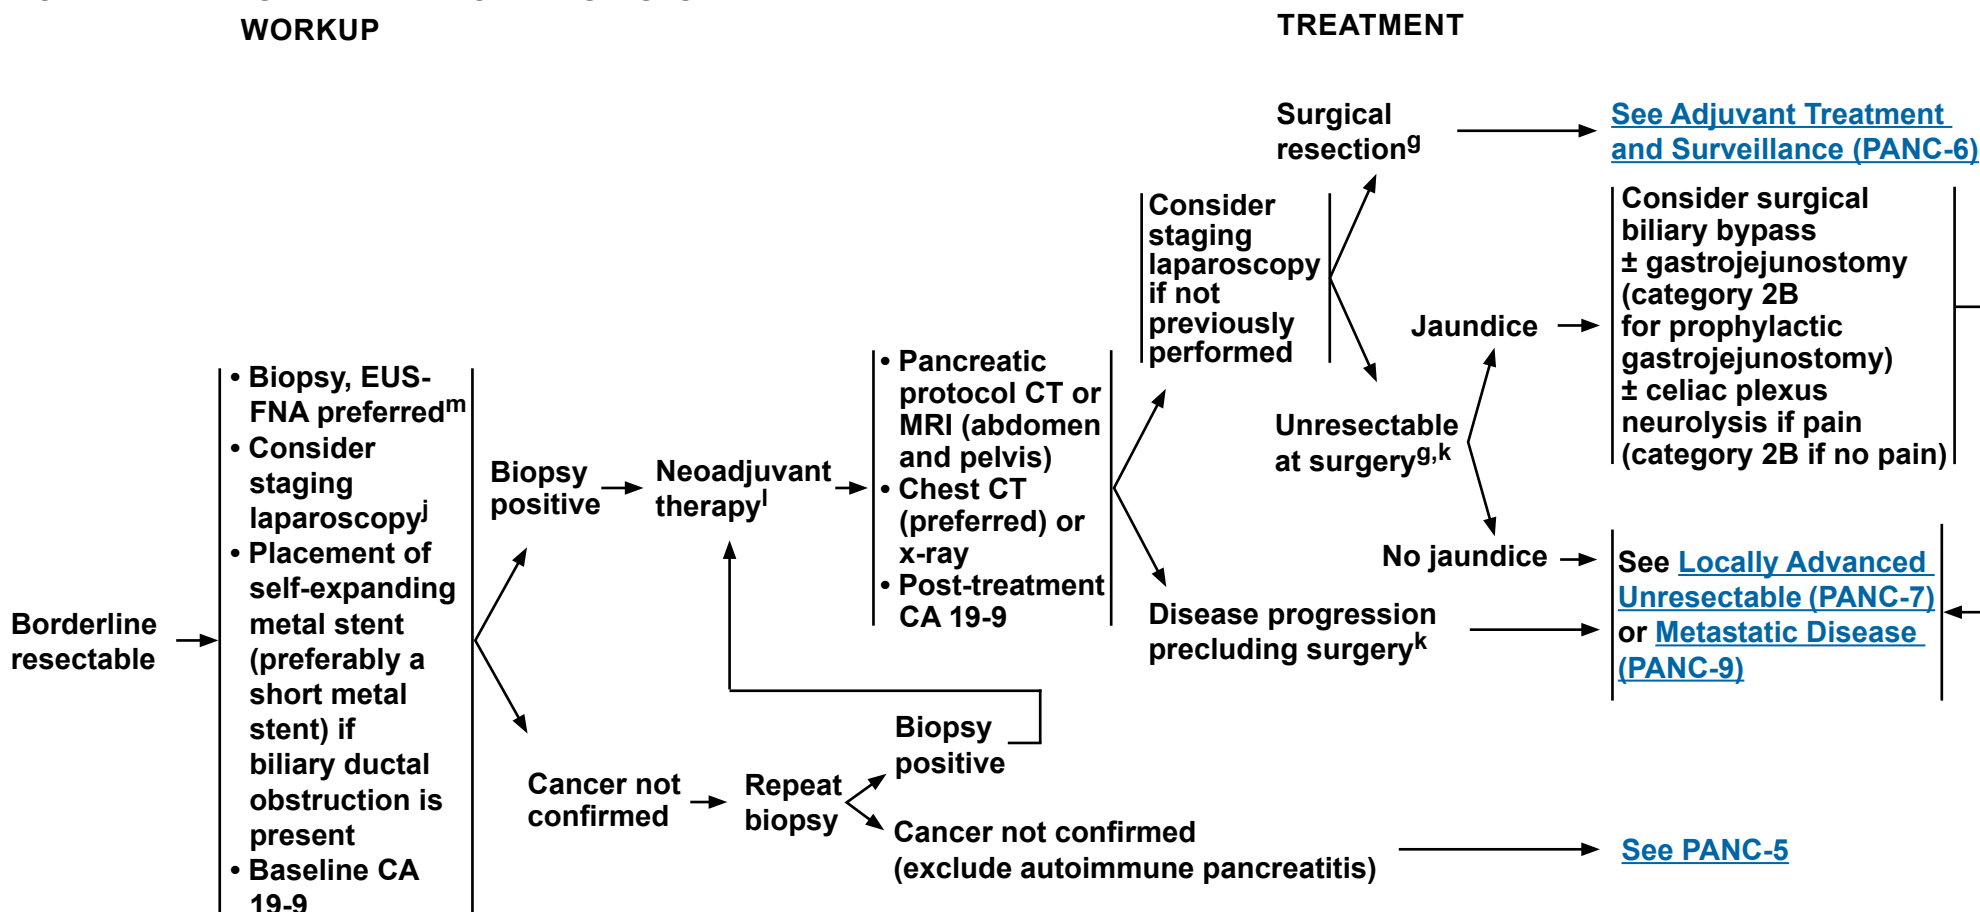 WORKUP
TREATMENT
Borderline
resectable
• Biopsy, EUS-
FNA preferredm
• Consider
staging
laparoscopyj
• Placement of
self-expanding
metal stent
(preferably a
short metal
stent) if
biliary ductal
obstruction is
present
• Baseline CA
19-9
Biopsy
positive
Neoadjuvant
therapyl
• Pancreatic
protocol CT or
MRI (abdomen
and pelvis)
• Chest CT
(preferred) or
x-ray
• Post-treatment
CA 19-9
Consider
staging
laparoscopy
if not
previously
performed
Surgical
resectiong
See Adjuvant Treatment
and Surveillance (PANC-6)
Unresectable
at surgeryg,k
Jaundice
Consider surgical
biliary bypass
± gastrojejunostomy
(category 2B
for prophylactic
gastrojejunostomy)
± celiac plexus
neurolysis if pain
(category 2B if no pain)
No jaundice
See Locally Advanced
Unresectable (PANC-7)
or Metastatic Disease
(PANC-9)
Disease progression
precluding surgeryk
Cancer not
confirmed
Repeat
biopsy
Biopsy
positive
Cancer not confirmed
(exclude autoimmune pancreatitis)
See PANC-5